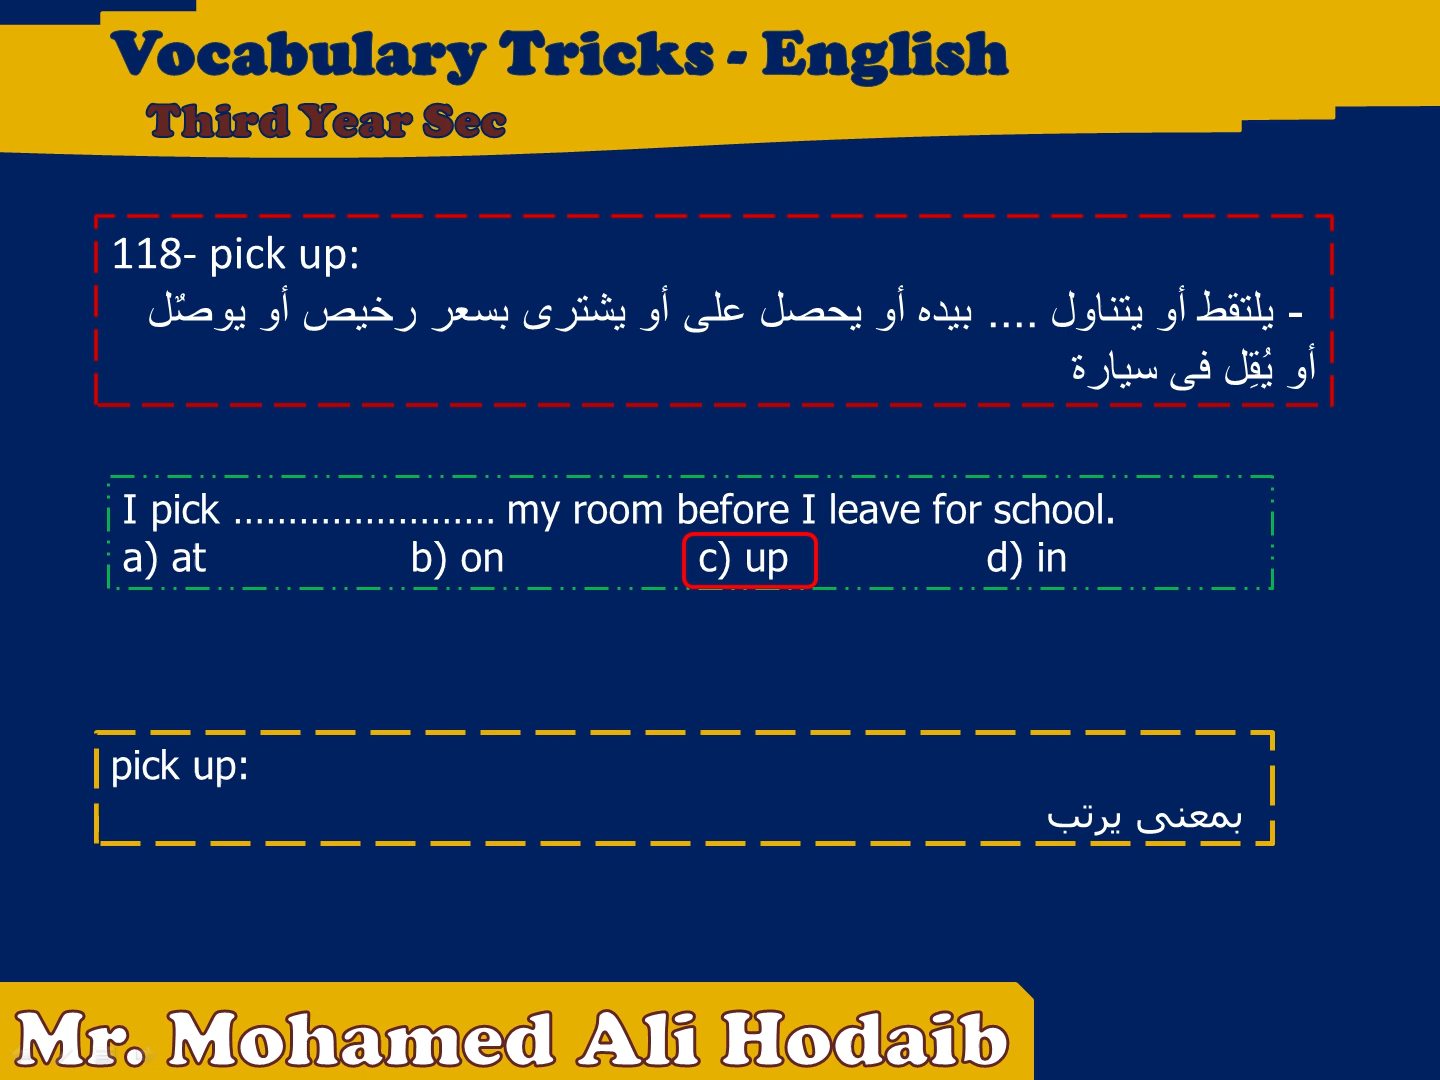 Vocabulary Tricks - English
Third Year Sec
118- pick up:
- يلتقط أو يتناول .... بيده أو يحصل على أو يشترى بسعر رخيص أو يوصٌل
أو يُقِل فى سيارة
I pick …………………… my room before I leave for school.
a) at b) on c) up d) in
pick up:
بمعنى يرتب
Mr. Mohamed Ali Hodaib